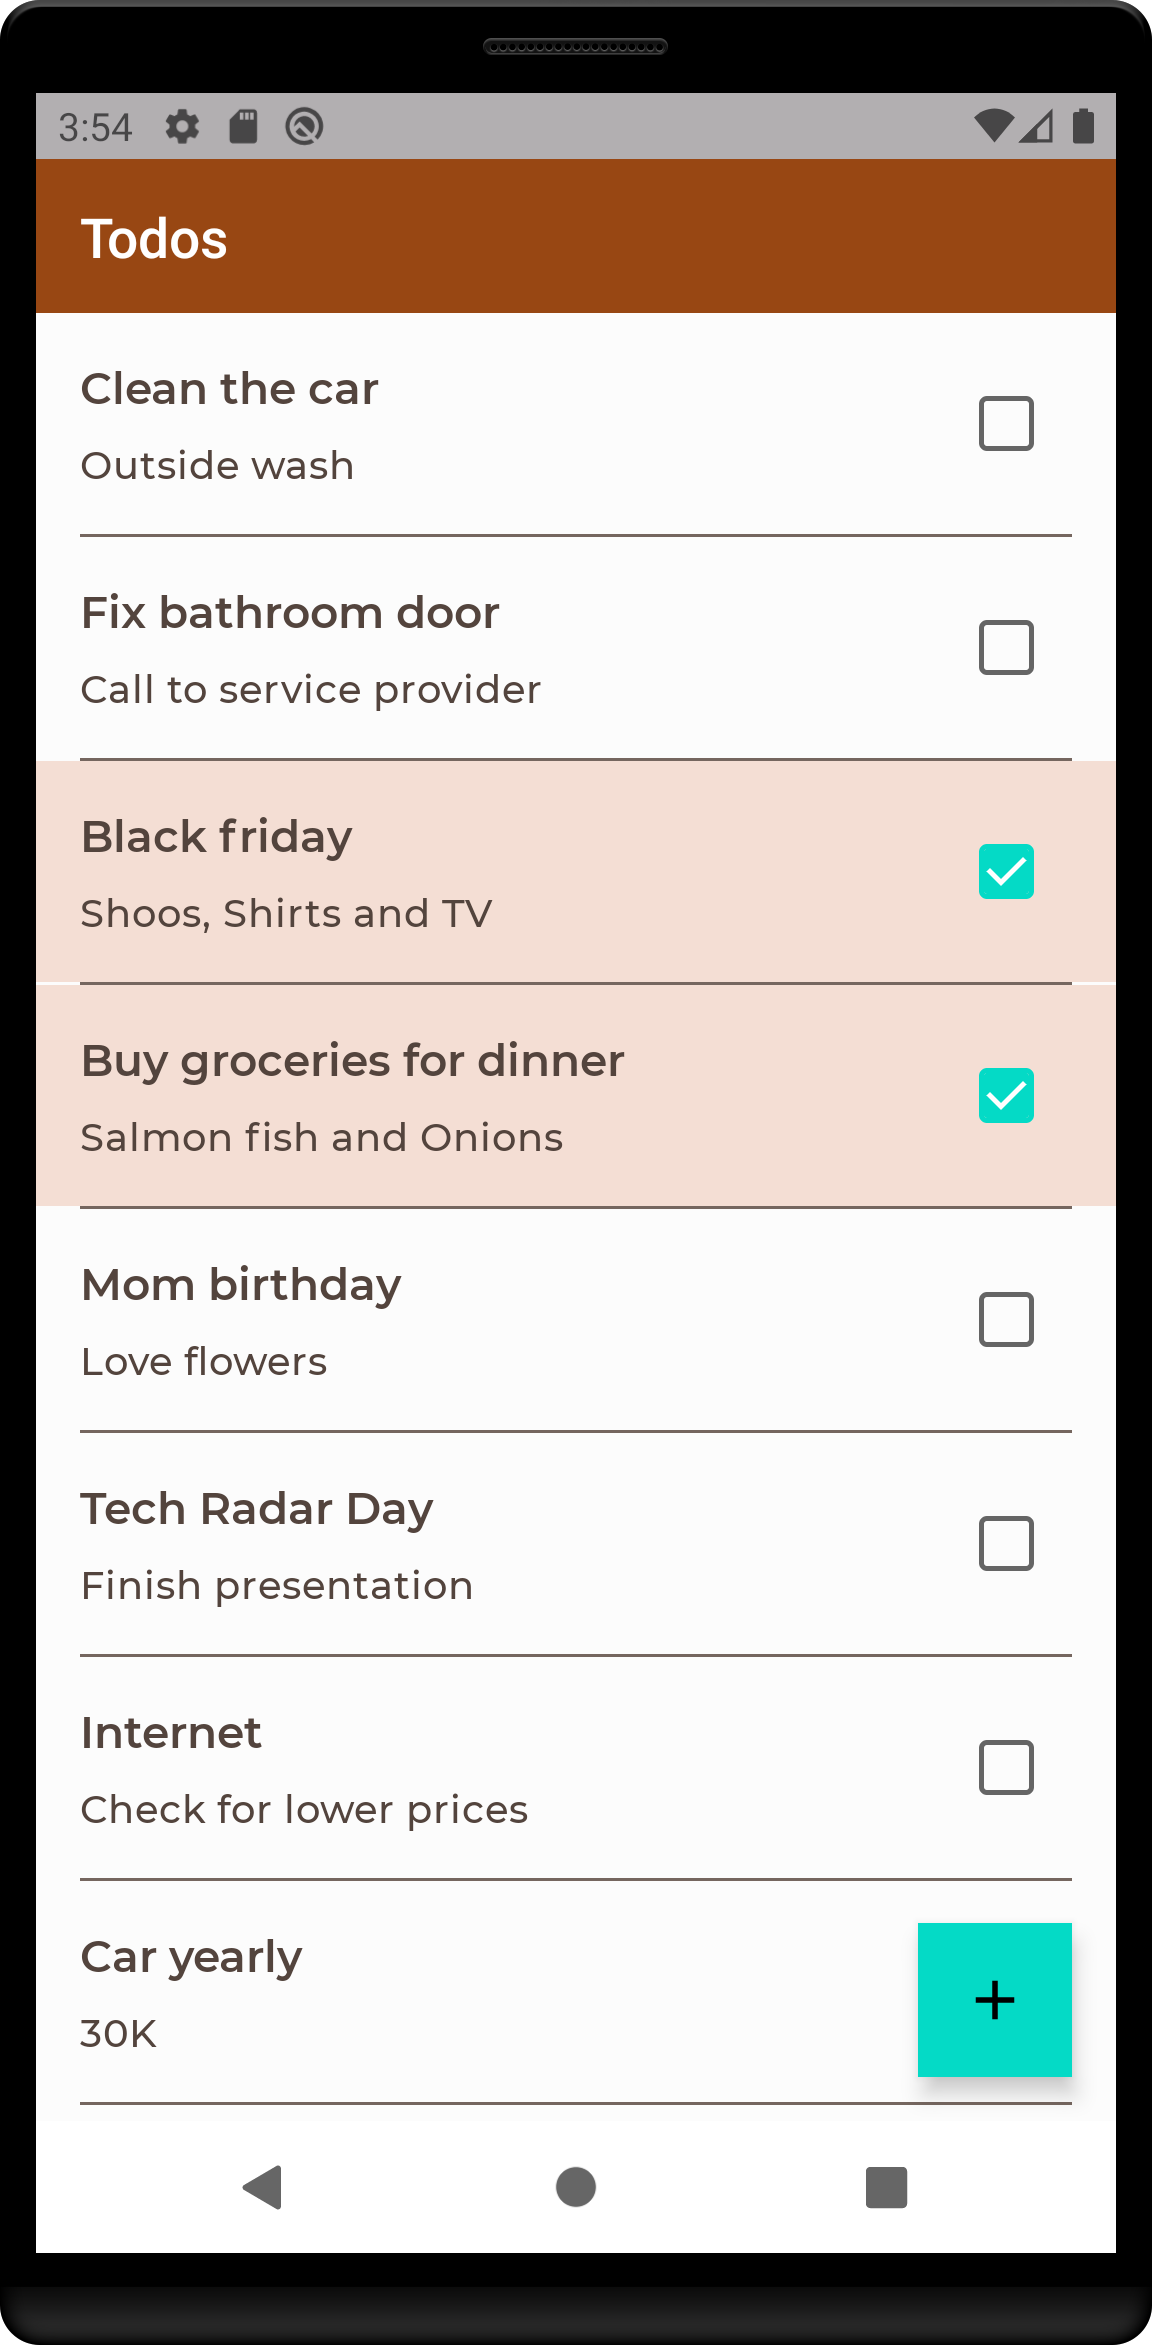 3:54
Todos
Clean the car
Outside wash
Fix bathroom door
Call to service provider
Black friday
Shoos, Shirts and TV
Buy groceries for dinner
Salmon fish and Onions
Mom birthday
Love flowers
Tech Radar Day
Finish presentation
Internet
Check for lower prices
Car yearly
30K